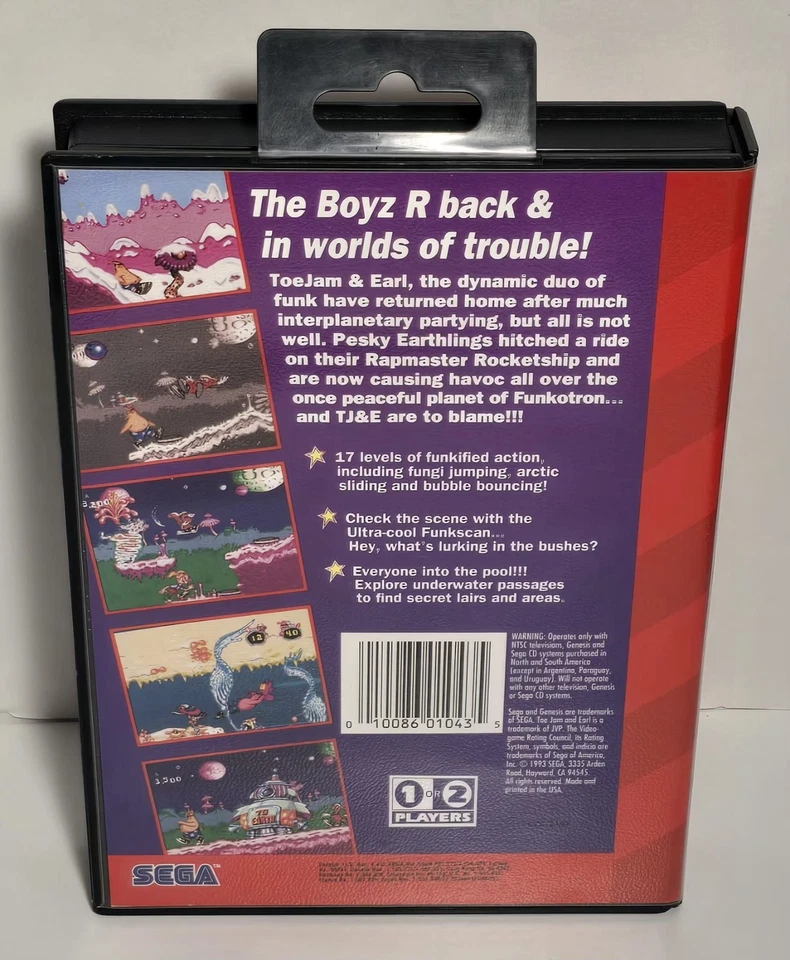 The Boyz R back &
in worlds of trouble!
ToeJam & Earl, the dynamic duo of
funk have returned home after much
interplanetary partying, but all is not
well. Pesky Earthlings hitched a ride
on their Rapmaster Rocketship and
are now causing havoc all over the
once peaceful planet of Funkotron...
and TJ&E are to blame!!!
17 levels of funkified action,
including fungi jumping, arctic
sliding and bubble bouncing!
Check the scene with the
Ultra-cool Funkscan...
Hey, what's lurking in the bushes?
Everyone into the pool!!!
Explore underwater passages
to find secret lairs and areas.
12 40
TO EARTH
0 10086 01043 5
WARNING: Operates only with
NTSC televisions, Genesis and
Sega CD systems purchased in
North and South America
(except in Argentina, Paraguay,
and Uruguay). Will not operate
with any other television, Genesis
or Sega CD systems.
Sega and Genesis are trademarks
of SEGA. Toe Jam and Earl is a
trademark of JVP. The Video-
game Rating Council, its Rating
System, symbols, and indicia are
trademarks of Sega of America,
Inc. © 1993 SEGA, 3335 Arden
Road, Hayward, CA 94545.
All rights reserved. Made and
printed in the USA.
1 OR 2
PLAYERS
SEGA™